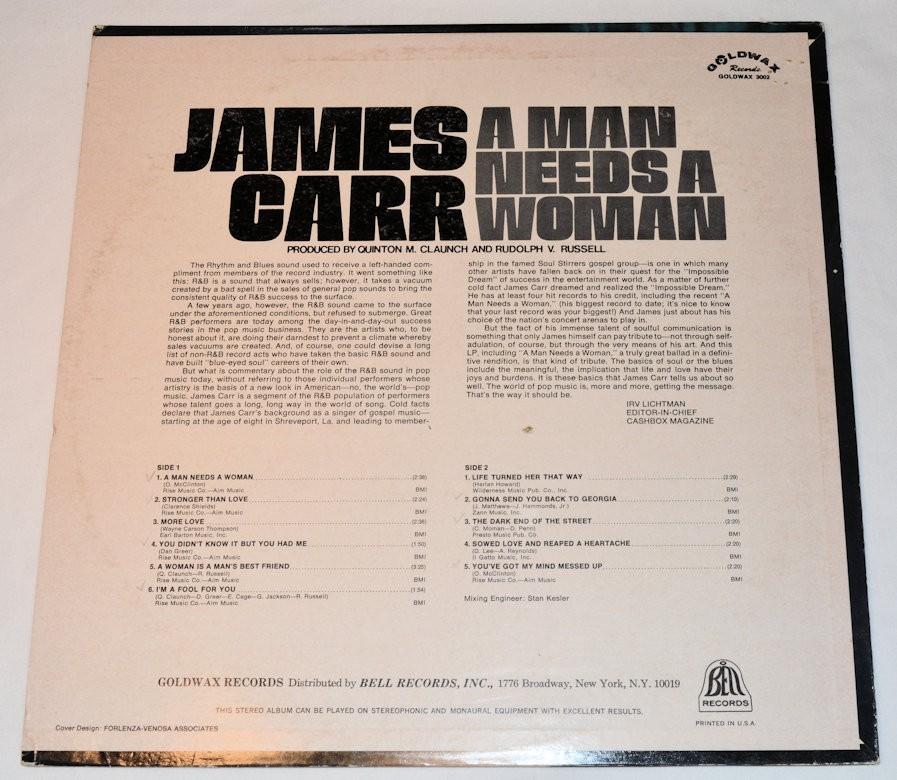 GOLDWAX
Records
GOLDWAX 3002
JAMES
CARR
A MAN
NEEDS A
WOMAN
PRODUCED BY QUINTON M. CLAUNCH AND RUDOLPH V. RUSSELL
The Rhythm and Blues sound used to receive a left-handed com-
pliment from members of the record industry. It went something like
this: R&B is a sound that always sells; however, it takes a vacuum
created by a bad spell in the sales of general pop sounds to bring the
consistent quality of R&B success to the surface.
A few years ago, however, the R&B sound came to the surface
under the aforementioned conditions, but refused to submerge. Great
R&B performers are today among the day-in-and-day-out success
stories in the pop music business. They are the artists who, to be
honest about it, are doing their darndest to prevent a climate whereby
sales vacuums are created. And, of course, one could devise a long
list of non-R&B record acts who have taken the basic R&B sound and
have built "blue-eyed soul" careers of their own.
But what is commentary about the role of the R&B sound in pop
music today, without referring to those individual performers whose
artistry is the basis of a new look in American—no, the world's—pop
music. James Carr is a segment of the R&B population of performers
whose talent goes a long, long way in the world of song. Cold facts
declare that James Carr's background as a singer of gospel music—
starting at the age of eight in Shreveport, La. and leading to member-
ship in the famed Soul Stirrers gospel group—is one in which many
other artists have fallen back on in their quest for the "Impossible
Dream" of success in the entertainment world. As a matter of further
cold fact James Carr dreamed and realized the "Impossible Dream."
He has at least four hit records to his credit, including the recent "A
Man Needs a Woman," (his biggest record to date; it's nice to know
that your last record was your biggest!) And James just about has his
choice of the nation's concert arenas to play in.
But the fact of his immense talent of soulful communication is
something that only James himself can pay tribute to—not through self-
adulation, of course, but through the very means of his art. And this
LP, including "A Man Needs a Woman," a truly great ballad in a defini-
tive rendition, is that kind of tribute. The basics of soul or the blues
include the meaningful, the implication that life and love have their
joys and burdens. It is these basics that James Carr tells us about so
well. The world of pop music is, more and more, getting the message.
That's the way it should be.
IRV LICHTMAN
EDITOR-IN-CHIEF
CASHBOX MAGAZINE
SIDE 1
1. A MAN NEEDS A WOMAN (2:38)
(O. McClinton)
Rise Music Co.—Aim Music BMI
2. STRONGER THAN LOVE (2:24)
(Clarence Shields)
Rise Music Co.—Aim Music BMI
3. MORE LOVE (2:36)
(Wayne Carson Thompson)
Earl Barton Music, Inc. BMI
4. YOU DIDN'T KNOW IT BUT YOU HAD ME (1:50)
(Dan Greer)
Rise Music Co.—Aim Music BMI
5. A WOMAN IS A MAN'S BEST FRIEND (3:25)
(Q. Claunch—R. Russell)
Rise Music Co.—Aim Music BMI
6. I'M A FOOL FOR YOU (1:54)
(Q. Claunch—D. Greer—E. Cage—G. Jackson—R. Russell)
Rise Music Co.—Aim Music BMI
SIDE 2
1. LIFE TURNED HER THAT WAY (2:29)
(Harlan Howard)
Wilderness Music Pub. Co., Inc. BMI
2. GONNA SEND YOU BACK TO GEORGIA (2:10)
(J. Matthews—J. Hammonds, Jr.)
Zann Music, Inc. BMI
3. THE DARK END OF THE STREET (2:20)
(C. Moman—D. Penn)
Presto Music Pub. Co. BMI
4. SOWED LOVE AND REAPED A HEARTACHE (2:20)
(D. Lee—A. Reynolds)
Il Gatto Music, Inc. BMI
5. YOU'VE GOT MY MIND MESSED UP (2:20)
(O. McClinton)
Rise Music Co.—Aim Music BMI
Mixing Engineer: Stan Kesler
GOLDWAX RECORDS Distributed by BELL RECORDS, INC., 1776 Broadway, New York, N.Y. 10019
BELL
RECORDS
THIS STEREO ALBUM CAN BE PLAYED ON STEREOPHONIC AND MONAURAL EQUIPMENT WITH EXCELLENT RESULTS.
PRINTED IN U.S.A.
Cover Design: FORLENZA-VENOSA ASSOCIATES